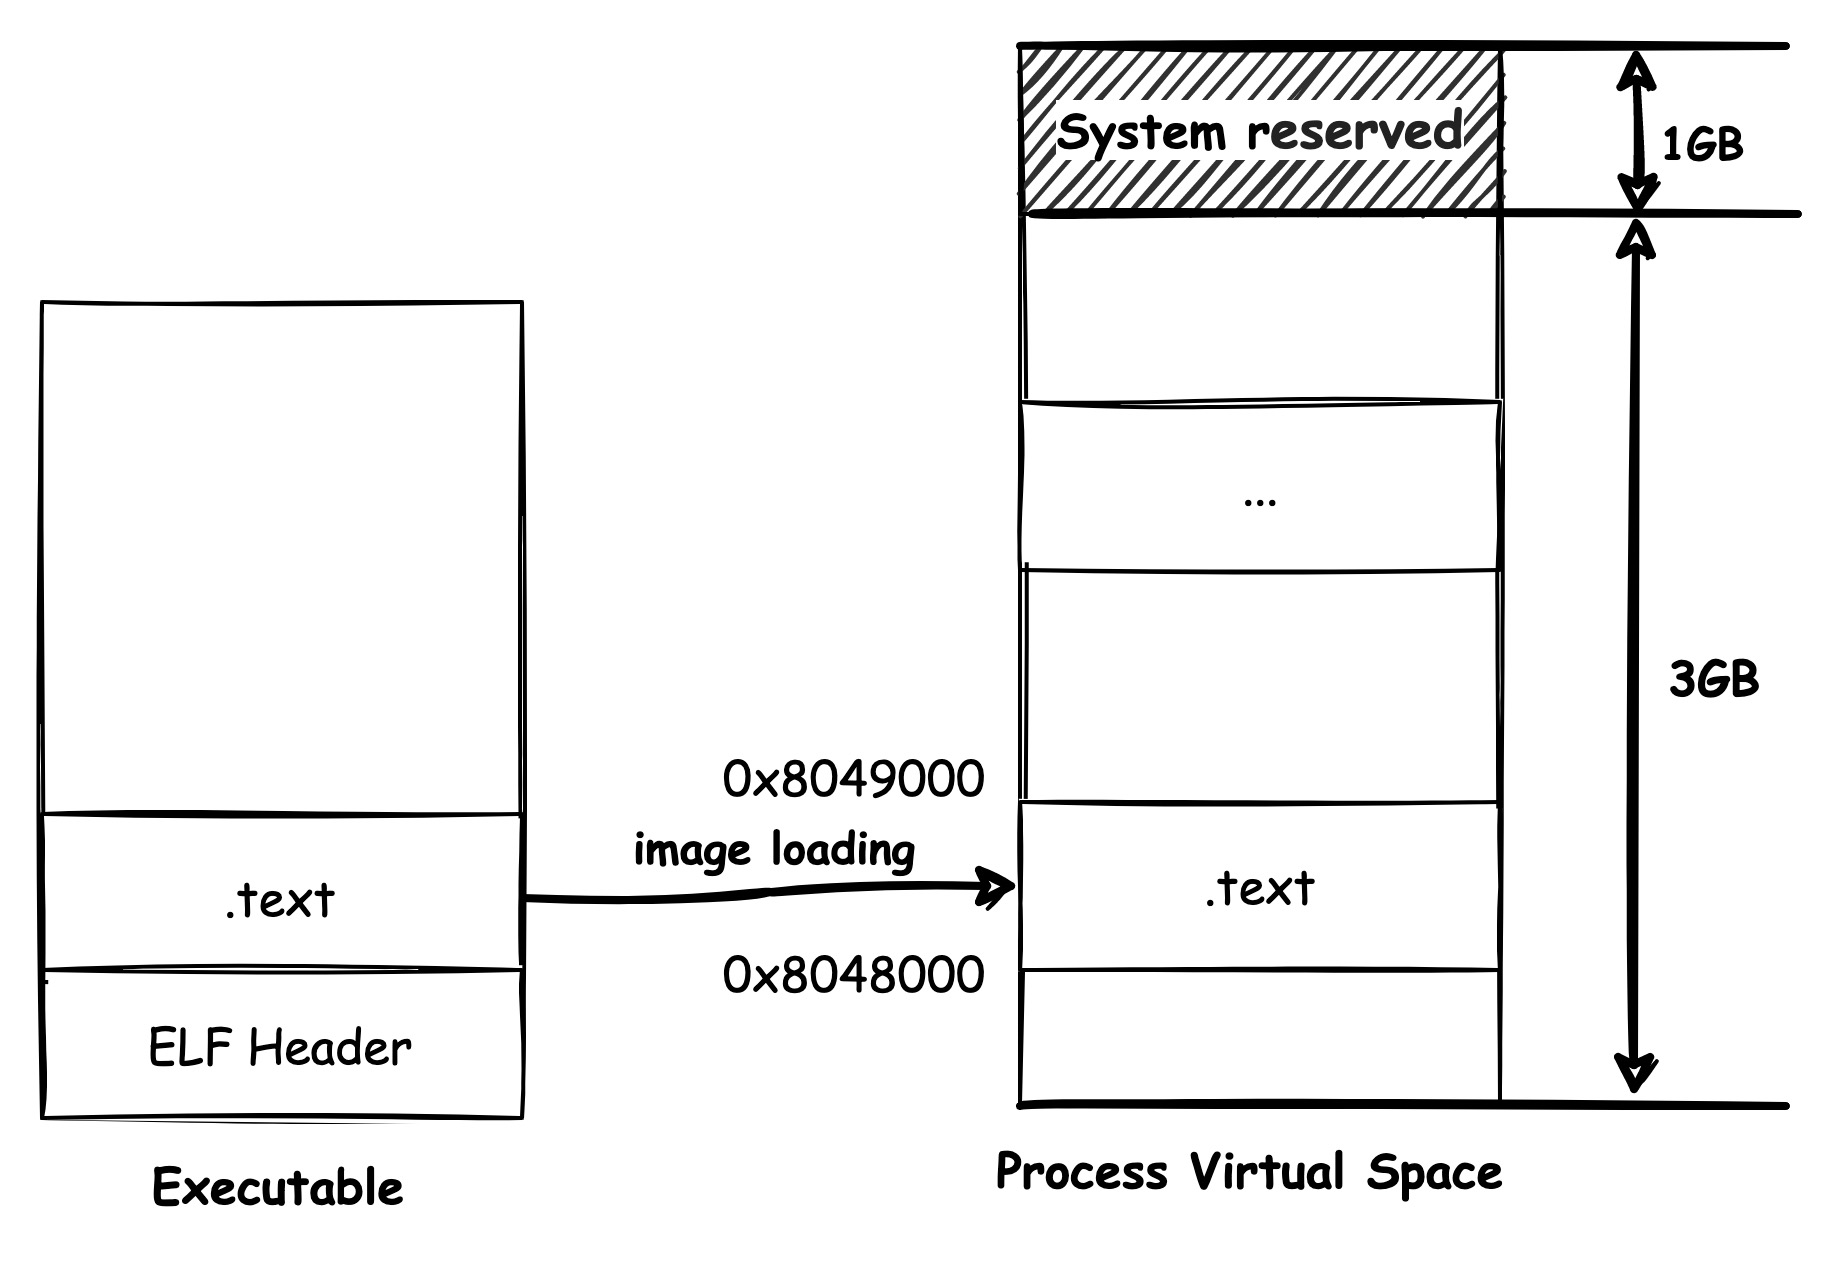 System reserved
1GB
...
3GB
0x8049000
image loading
.text
.text
0x8048000
ELF Header
Process Virtual Space
Executable